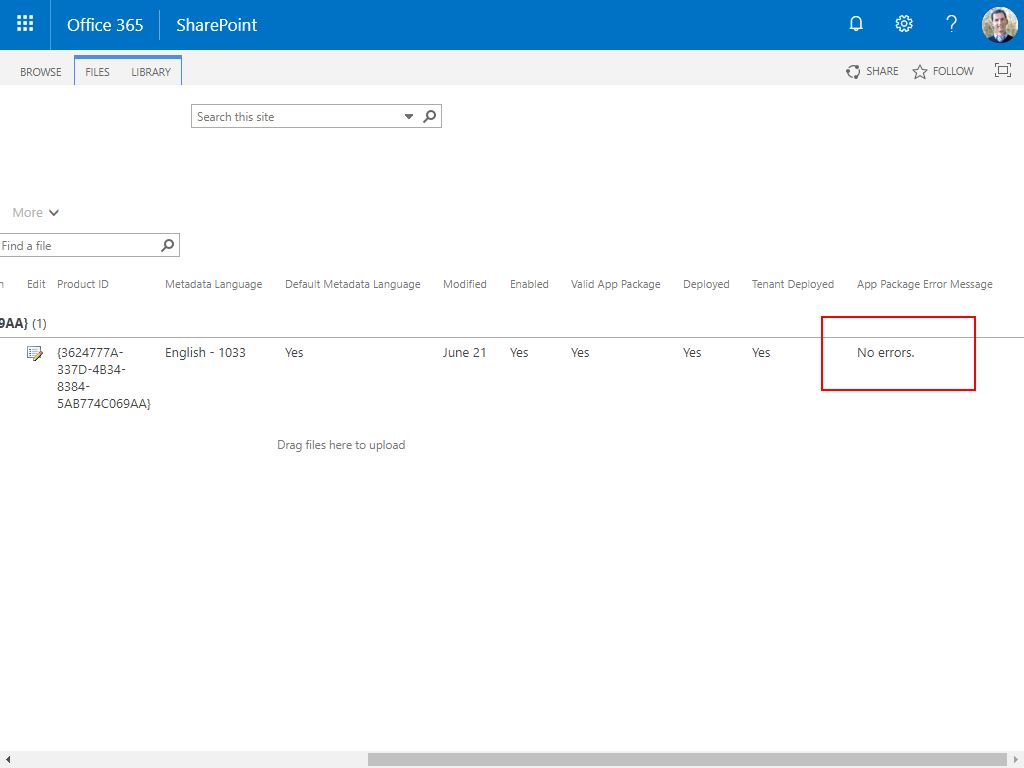 Office 365 SharePoint
BROWSE FILES LIBRARY SHARE FOLLOW
Search this site
More
Find a file
n Edit Product ID Metadata Language Default Metadata Language Modified Enabled Valid App Package Deployed Tenant Deployed App Package Error Message
9AA} (1)
{3624777A- English - 1033 Yes June 21 Yes Yes Yes Yes No errors.
337D-4B34-
8384-
5AB774C069AA}
Drag files here to upload